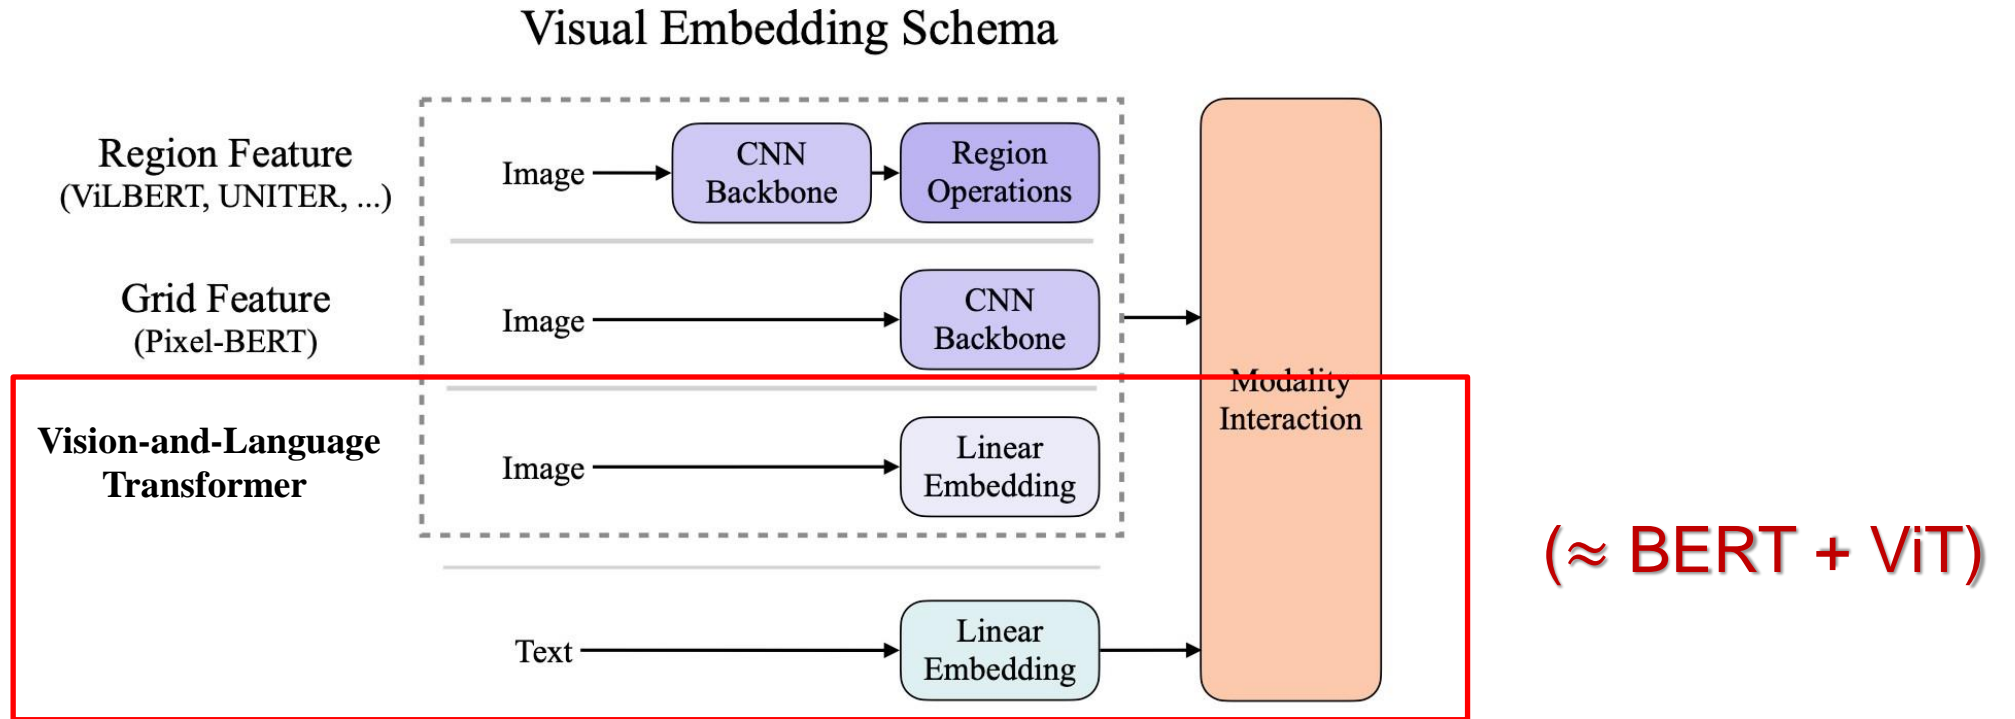 Visual Embedding Schema
Region Feature
(ViLBERT, UNITER, ...)
Image
CNN
Backbone
Region
Operations
Grid Feature
(Pixel-BERT)
Image
CNN
Backbone
Modality
Interaction
Vision-and-Language
Transformer
Image
Linear
Embedding
(≈ BERT + ViT)
Text
Linear
Embedding